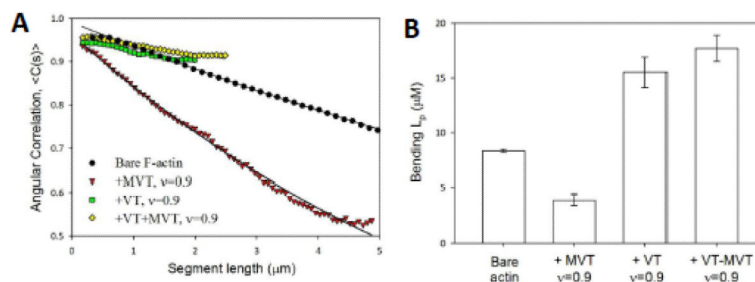 A
Angular Correlation, <C(s)>
1.0
0.9
0.8
0.7
0.6
0.5
Bare F-actin
+MVT, ν=0.9
+VT, ν=0.9
+VT+MVT, ν=0.9
0 1 2 3 4 5
Segment length (μm)
B
Bending Lp (μM)
20
15
10
5
0
Bare + MVT + VT + VT-MVT
actin ν=0.9 ν=0.9 ν=0.9